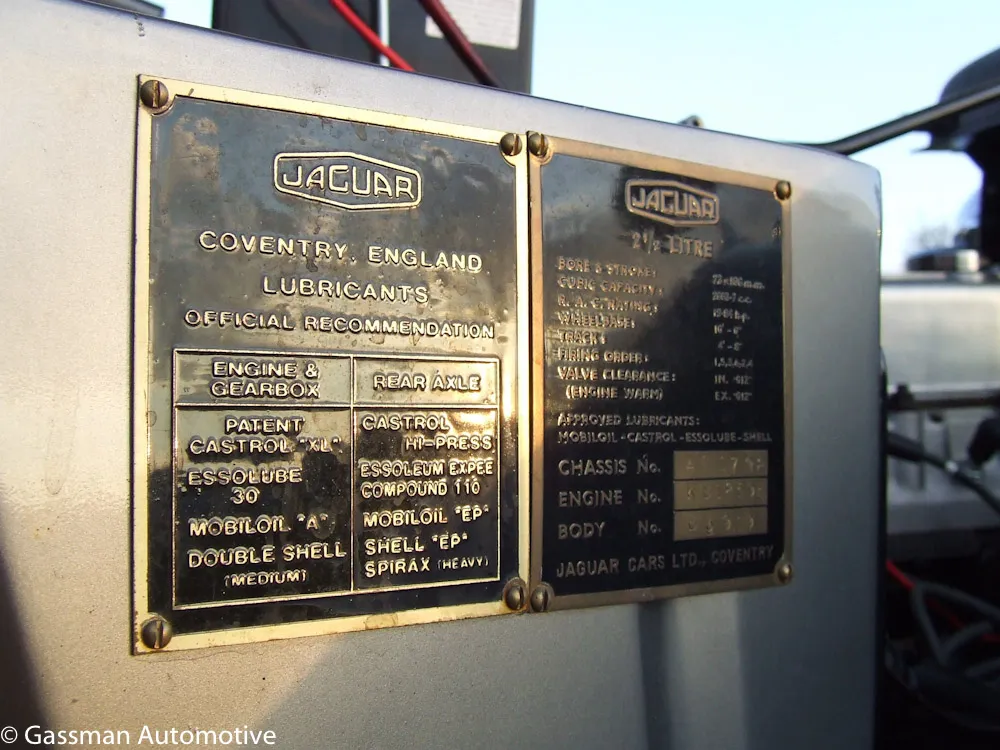 JAGUAR
COVENTRY, ENGLAND
LUBRICANTS
OFFICIAL RECOMMENDATION
ENGINE &
GEARBOX
REAR AXLE
PATENT
CASTROL "XL"
ESSOLUBE
30
MOBILOIL "A"
DOUBLE SHELL
(MEDIUM)
CASTROL
HI-PRESS
ESSOLEUM EXPEE
COMPOUND 110
MOBILOIL "EP"
SHELL "EP"
SPIRAX (HEAVY)
JAGUAR
2½ LITRE
BORE & STROKE:
CUBIC CAPACITY:
R.A.C. RATING:
WHEELBASE:
TRACK:
FIRING ORDER:
VALVE CLEARANCE: IN. ·012"
(ENGINE WARM) EX. ·012"
APPROVED LUBRICANTS:
MOBILOIL-CASTROL-ESSOLUBE-SHELL
CHASSIS No.
ENGINE No.
BODY No.
JAGUAR CARS LTD., COVENTRY
© Gassman Automotive